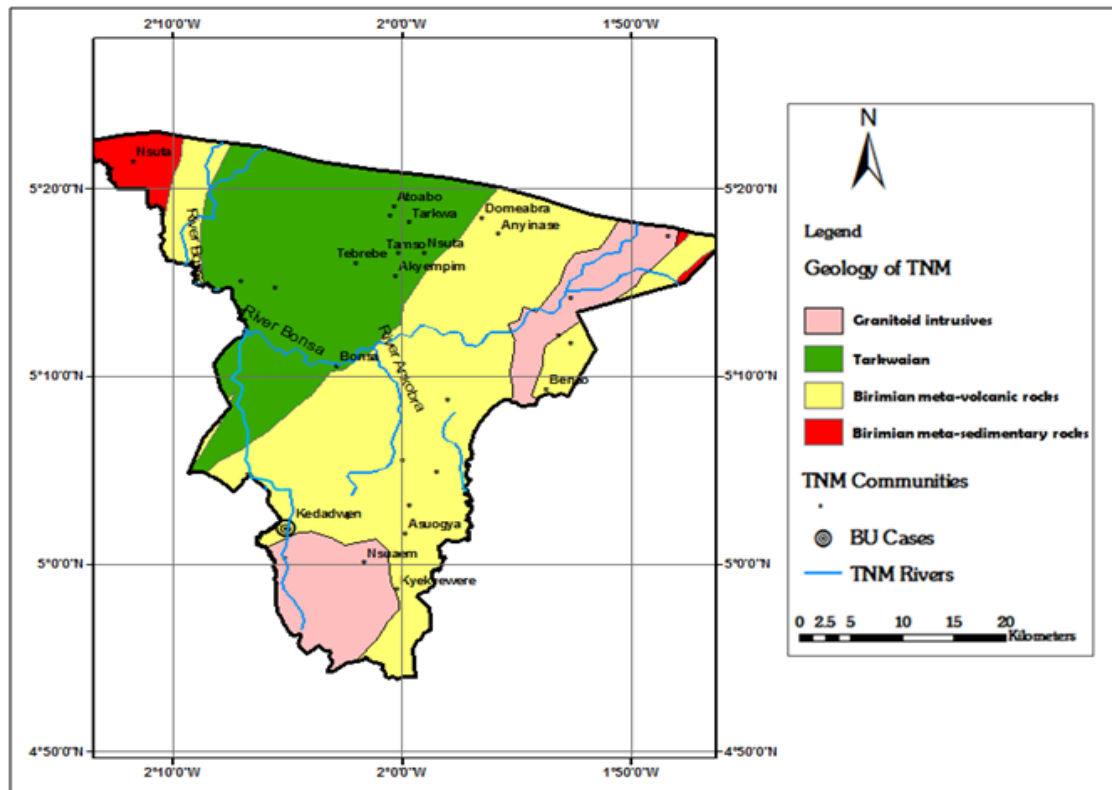 2°10'0"W 2°0'0"W 1°50'0"W
5°20'0"N 5°20'0"N
5°10'0"N 5°10'0"N
5°0'0"N 5°0'0"N
4°50'0"N 4°50'0"N
2°10'0"W 2°0'0"W 1°50'0"W
Nsuta
Atoabo
Tarkwa
Domeabra
Anyinase
Tamso
Nsuta
Tebrebe
Akyempim
River Bonsa
River Bonsa
Bonsa
River Ankobra
Benso
Kedadwen
Asuogya
Nsuaem
Kyekyewere
N
Legend
Geology of TNM
Granitoid intrusives
Tarkwaian
Birimian meta-volcanic rocks
Birimian meta-sedimentary rocks
TNM Communities
BU Cases
TNM Rivers
0 2.5 5 10 15 20
Kilometers